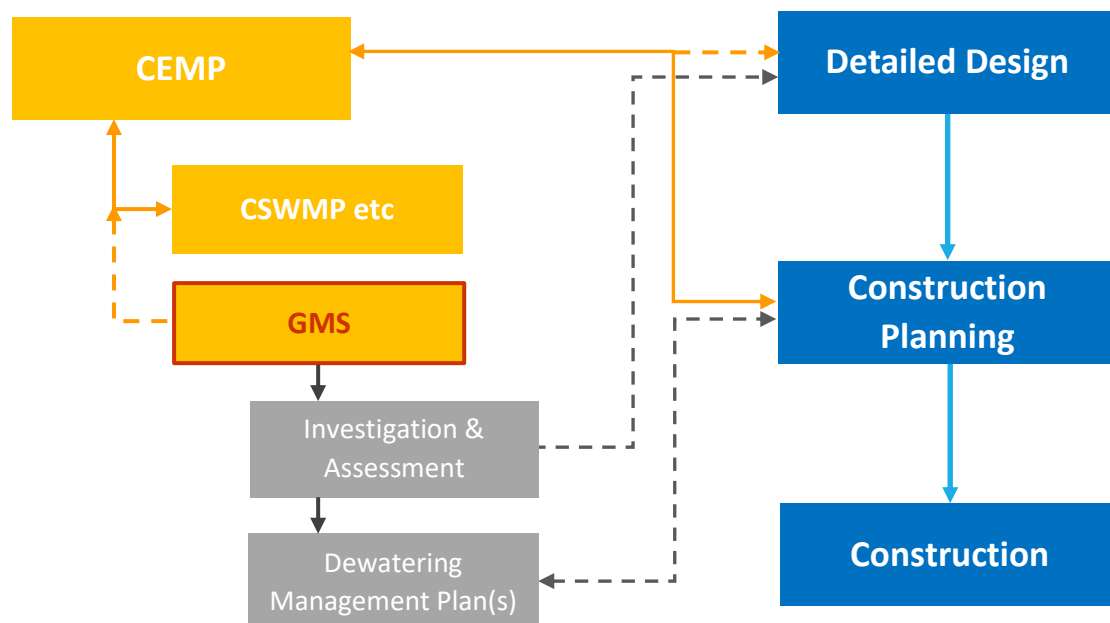 CEMP
Detailed Design
CSWMP etc
GMS
Construction
Planning
Investigation &
Assessment
Construction
Dewatering
Management Plan(s)